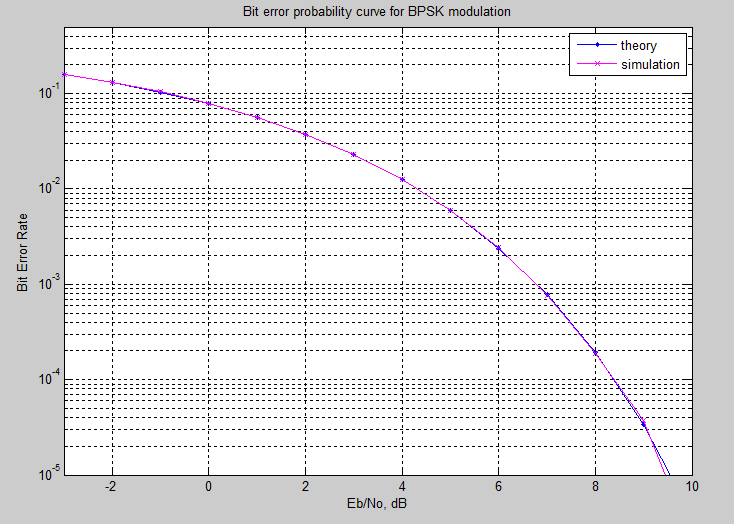 Bit error probability curve for BPSK modulation
theory
simulation
Bit Error Rate
10^-1
10^-2
10^-3
10^-4
10^-5
-2 0 2 4 6 8 10
Eb/No, dB